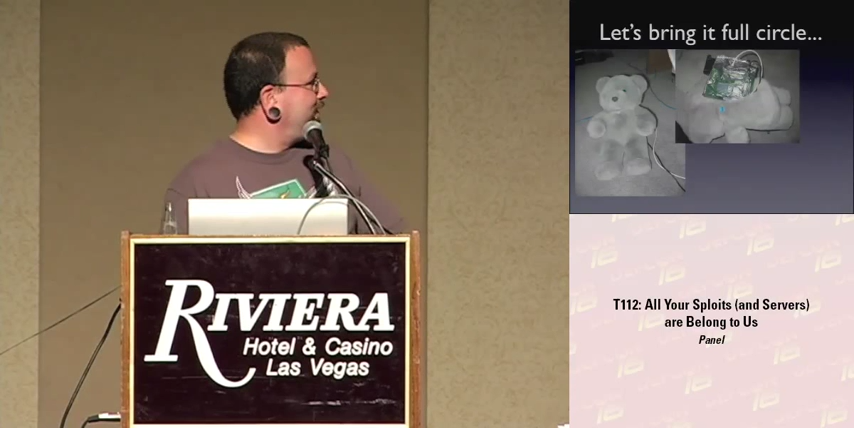 Let's bring it full circle...
RIVIERA
Hotel & Casino
Las Vegas
T112: All Your Sploits (and Servers)
are Belong to Us
Panel